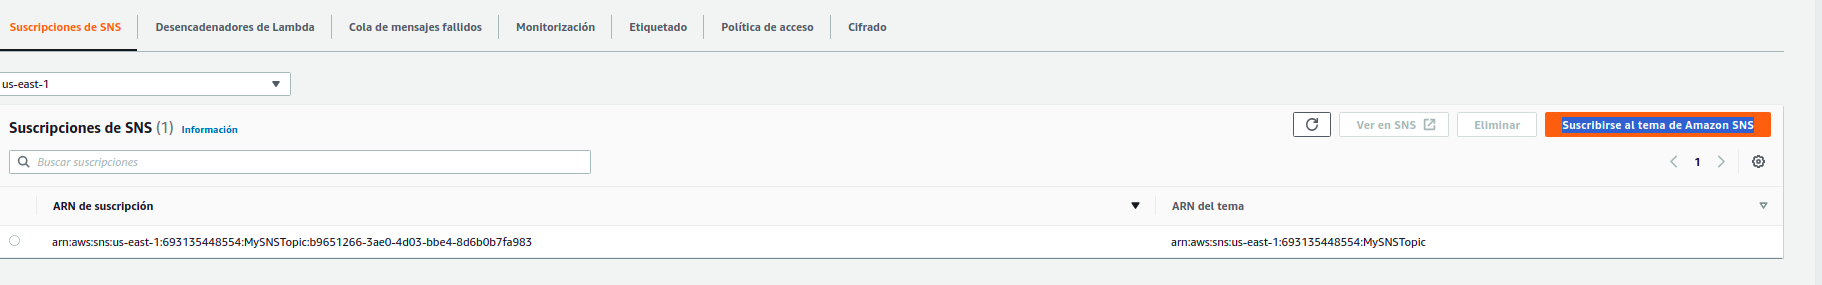 Suscripciones de SNS Desencadenadores de Lambda Cola de mensajes fallidos Monitorización Etiquetado Política de acceso Cifrado
us-east-1
Suscripciones de SNS (1) Información Ver en SNS Eliminar Suscribirse al tema de Amazon SNS
Buscar suscripciones 1
ARN de suscripción ARN del tema
arn:aws:sns:us-east-1:693135448554:MySNSTopic:b9651266-3ae0-4d03-bbe4-8d6b0b7fa983 arn:aws:sns:us-east-1:693135448554:MySNSTopic